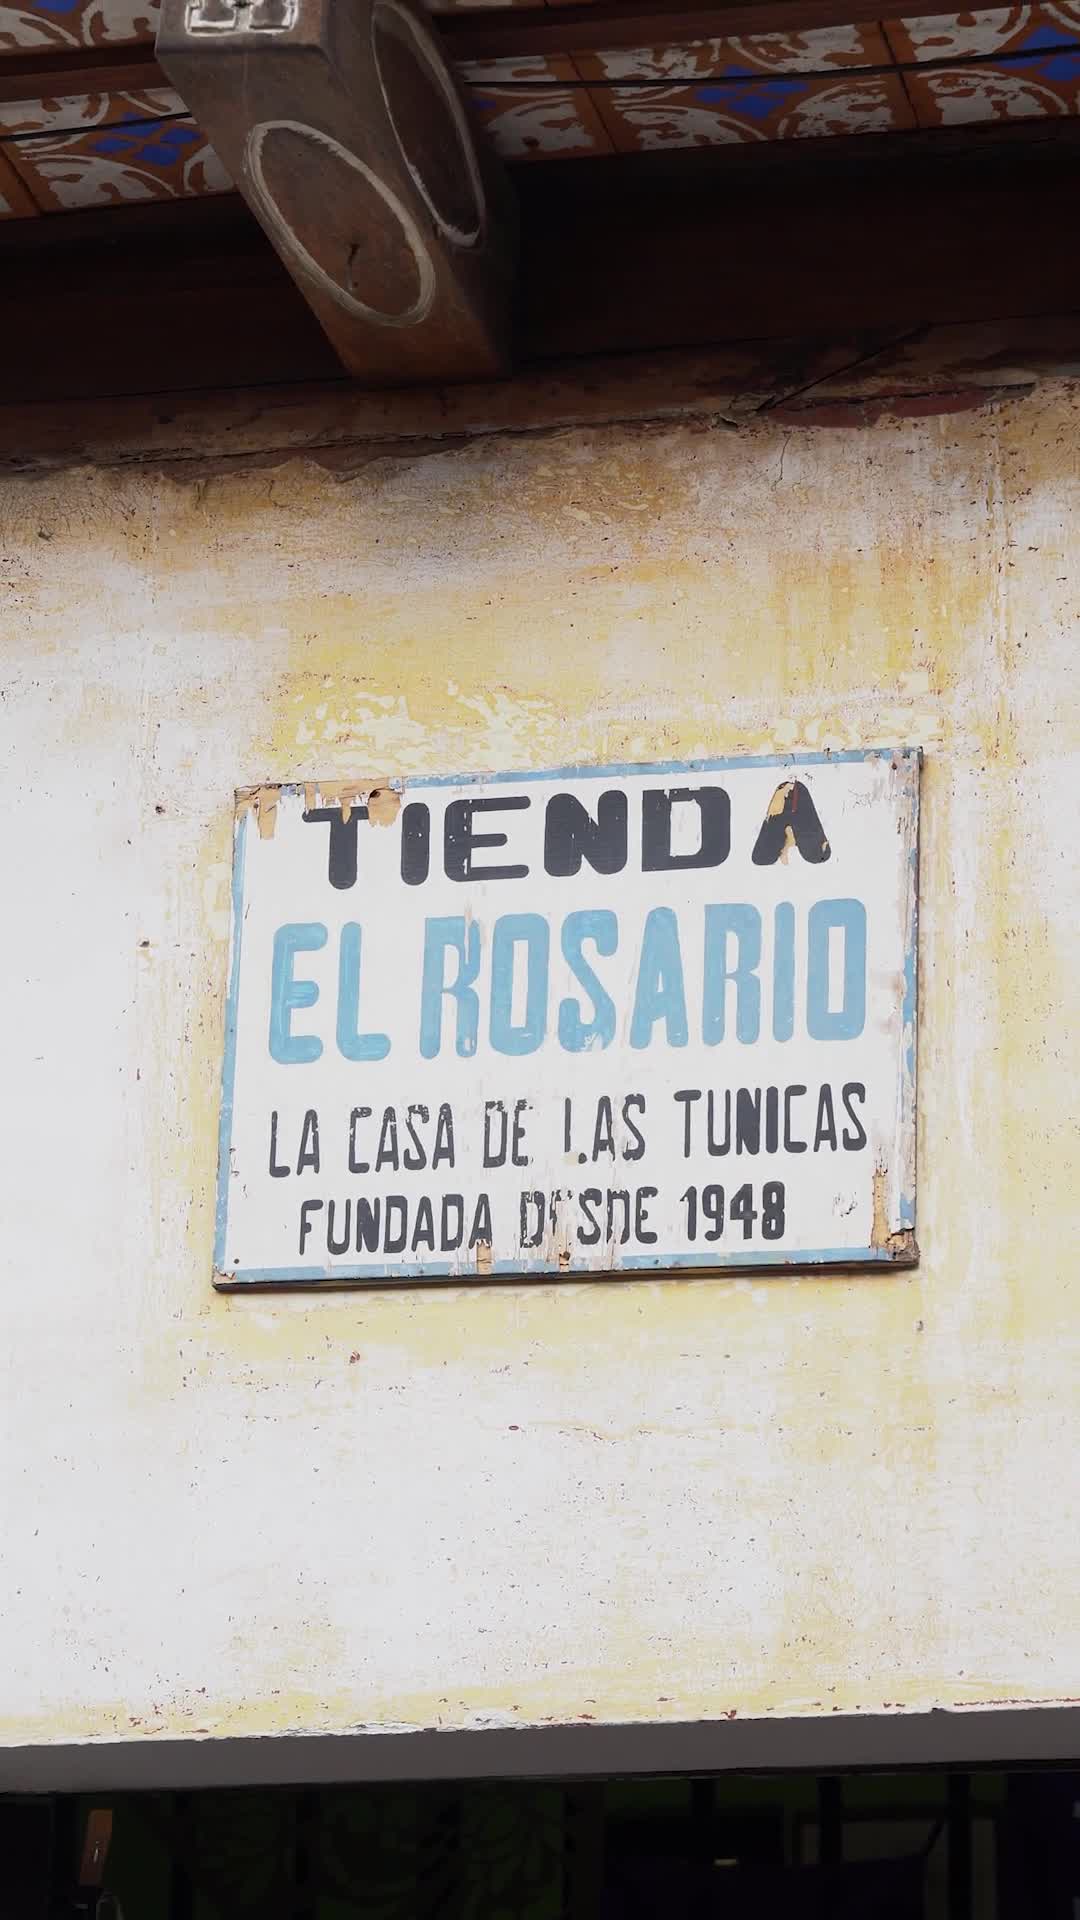 TIENDA
EL ROSARIO
LA CASA DE LAS TUNICAS
FUNDADA DESDE 1948